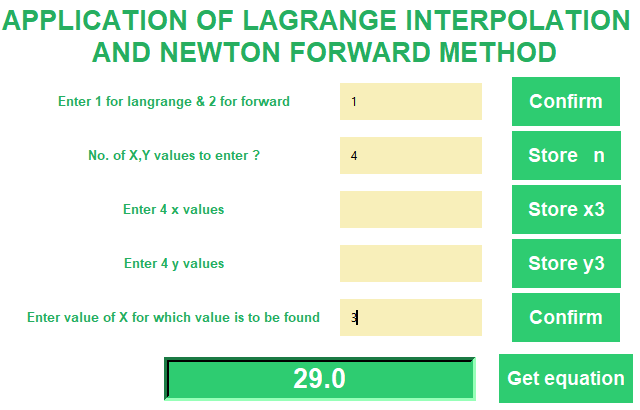 APPLICATION OF LAGRANGE INTERPOLATION
AND NEWTON FORWARD METHOD
Enter 1 for langrange & 2 for forward 1 Confirm
No. of X,Y values to enter ? 4 Store n
Enter 4 x values Store x3
Enter 4 y values Store y3
Enter value of X for which value is to be found 3 Confirm
29.0 Get equation